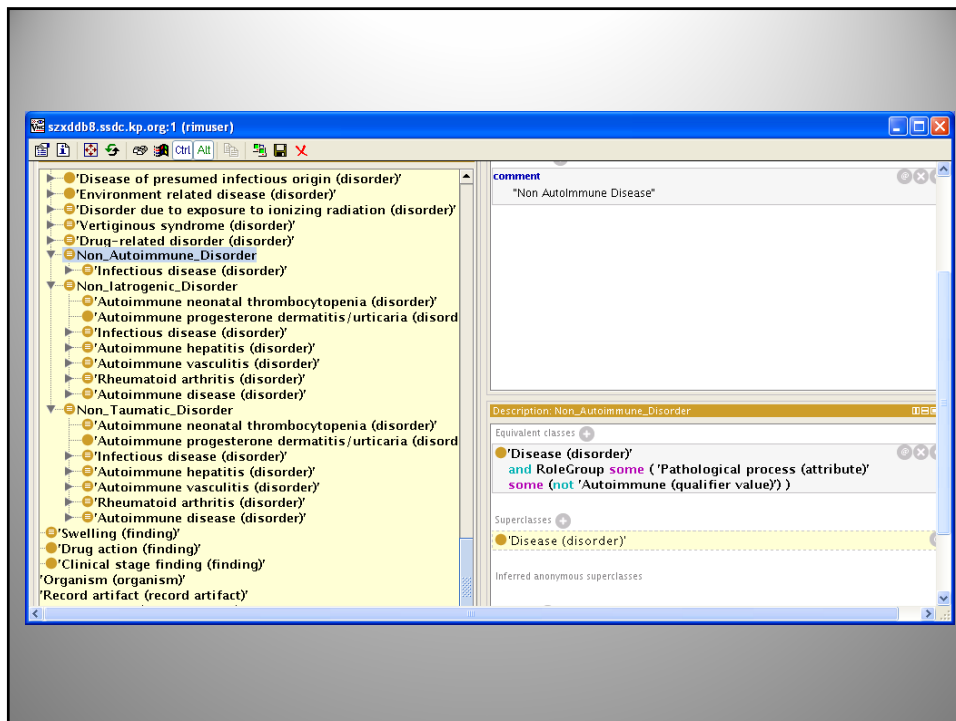 szxddb8.ssdc.kp.org:1 (rimuser)
Ctrl Alt
'Disease of presumed infectious origin (disorder)'
'Environment related disease (disorder)'
'Disorder due to exposure to ionizing radiation (disorder)'
'Vertiginous syndrome (disorder)'
'Drug-related disorder (disorder)'
Non_Autoimmune_Disorder
'Infectious disease (disorder)'
Non_Iatrogenic_Disorder
'Autoimmune neonatal thrombocytopenia (disorder)'
'Autoimmune progesterone dermatitis/urticaria (disord
'Infectious disease (disorder)'
'Autoimmune hepatitis (disorder)'
'Autoimmune vasculitis (disorder)'
'Rheumatoid arthritis (disorder)'
'Autoimmune disease (disorder)'
Non_Taumatic_Disorder
'Autoimmune neonatal thrombocytopenia (disorder)'
'Autoimmune progesterone dermatitis/urticaria (disord
'Infectious disease (disorder)'
'Autoimmune hepatitis (disorder)'
'Autoimmune vasculitis (disorder)'
'Rheumatoid arthritis (disorder)'
'Autoimmune disease (disorder)'
'Swelling (finding)'
'Drug action (finding)'
'Clinical stage finding (finding)'
'Organism (organism)'
'Record artifact (record artifact)'
comment
"Non AutoImmune Disease"
Description: Non_Autoimmune_Disorder
Equivalent classes
'Disease (disorder)'
and RoleGroup some ( 'Pathological process (attribute)'
some (not 'Autoimmune (qualifier value)') )
Superclasses
'Disease (disorder)'
Inferred anonymous superclasses